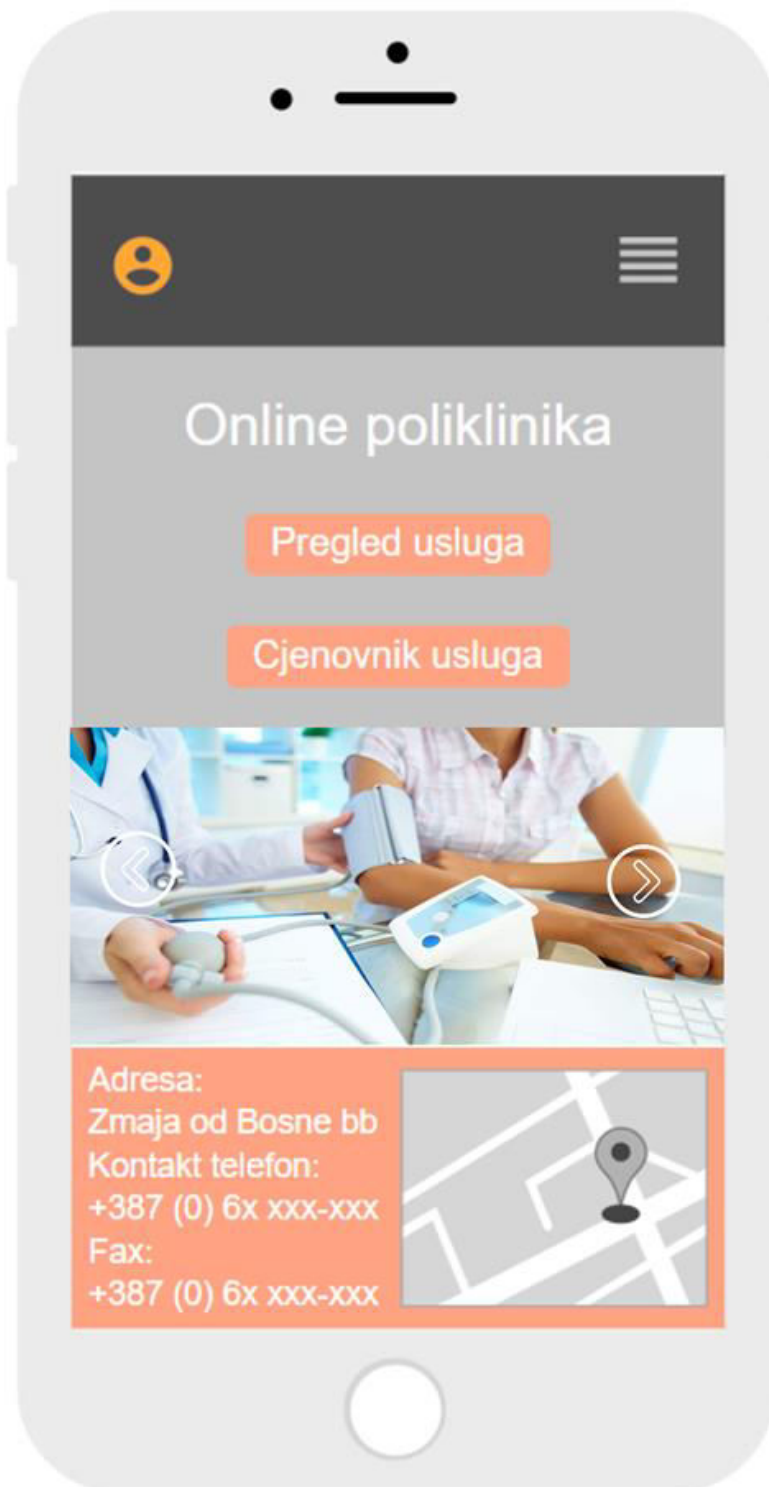 Online poliklinika
Pregled usluga
Cjenovnik usluga
Adresa:
Zmaja od Bosne bb
Kontakt telefon:
+387 (0) 6x xxx-xxx
Fax:
+387 (0) 6x xxx-xxx